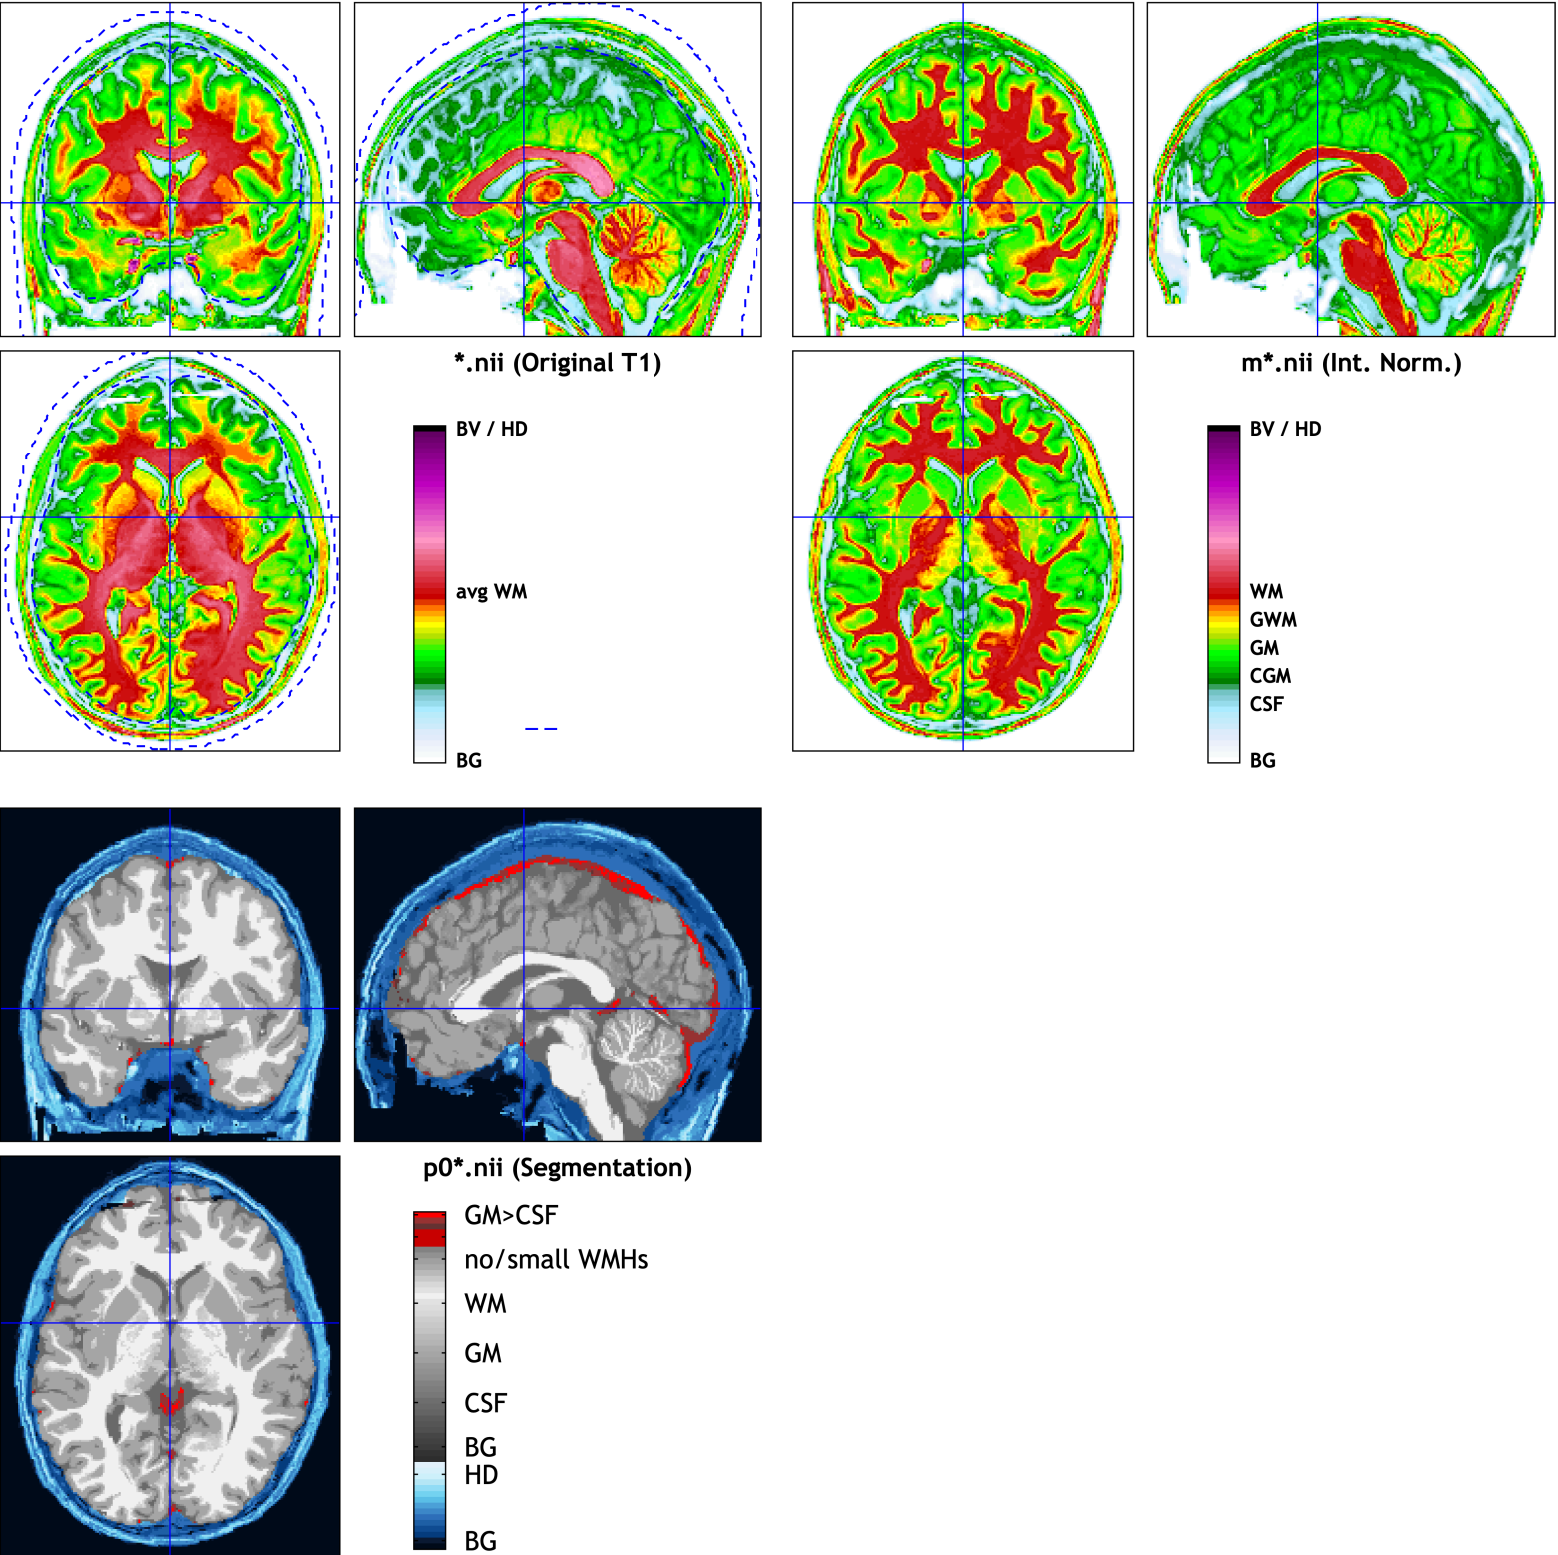 *.nii (Original T1)
BV / HD
avg WM
BG
m*.nii (Int. Norm.)
BV / HD
WM
GWM
GM
CGM
CSF
BG
p0*.nii (Segmentation)
GM>CSF
no/small WMHs
WM
GM
CSF
BG
HD
BG